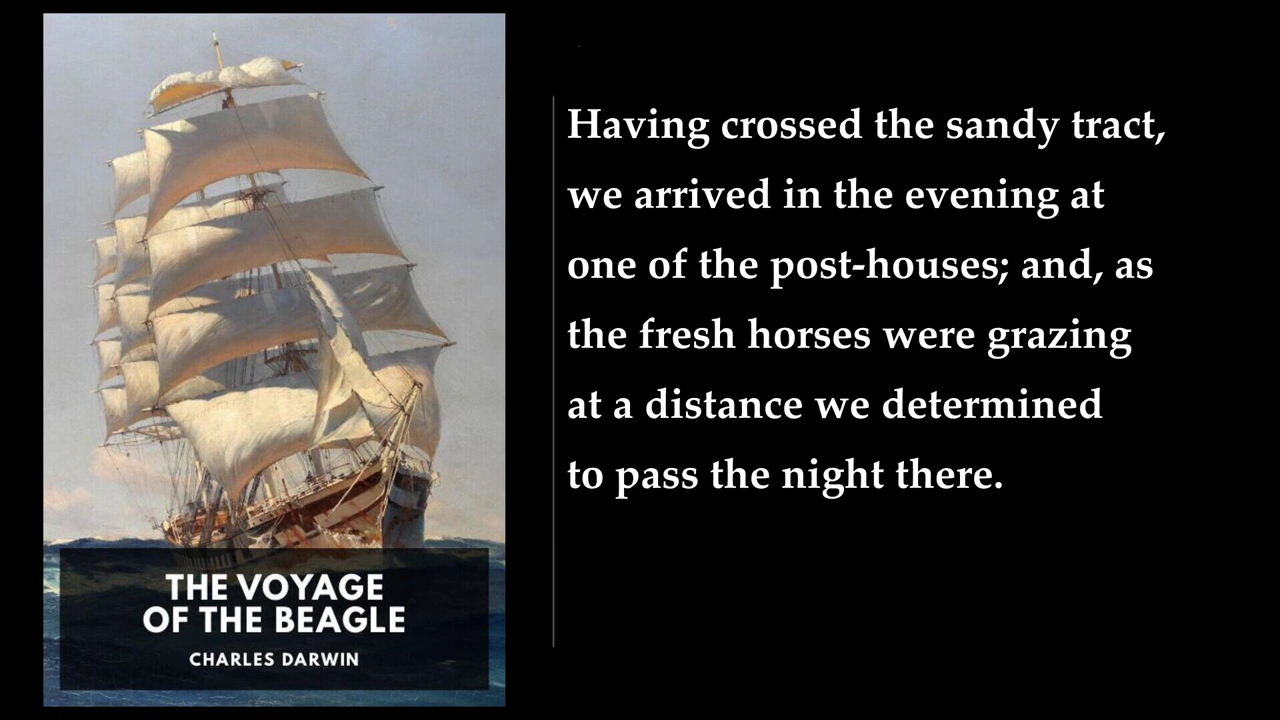 THE VOYAGE
OF THE BEAGLE
CHARLES DARWIN
Having crossed the sandy tract,
we arrived in the evening at
one of the post-houses; and, as
the fresh horses were grazing
at a distance we determined
to pass the night there.